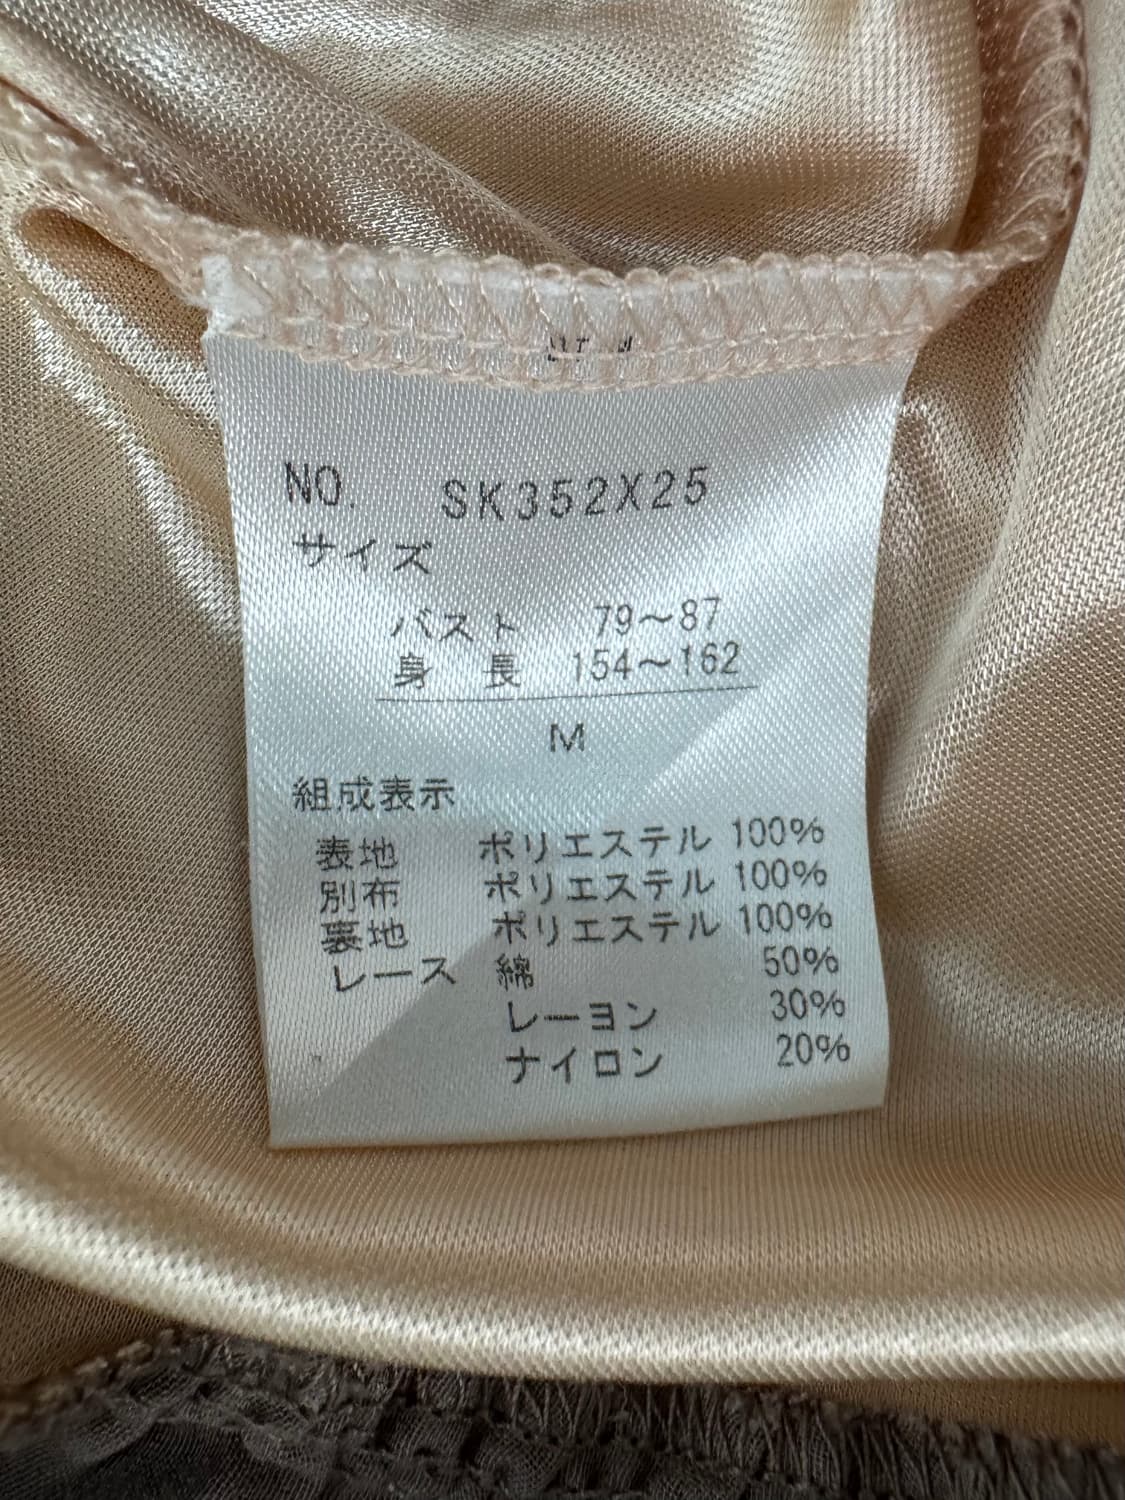 NO. SK352X25
サイズ
バスト 79～87
身長 154～162
M
組成表示
表地 ポリエステル 100%
別布 ポリエステル 100%
裏地 ポリエステル 100%
レース 綿 50%
レーヨン 30%
ナイロン 20%